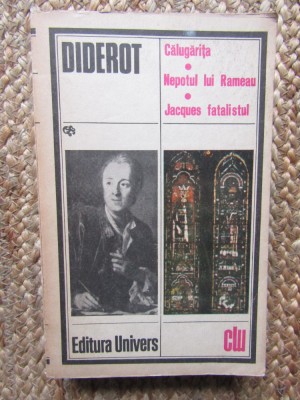 DIDEROT
Călugărița
Nepotul lui Rameau
Jacques fatalistul
Editura Univers
clu